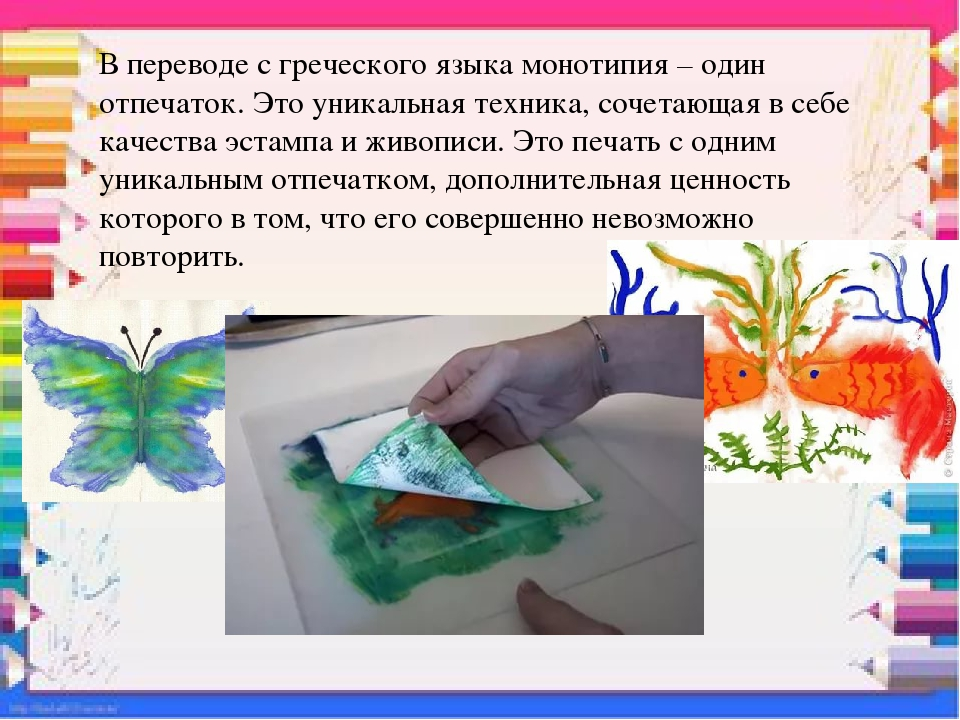 В переводе с греческого языка монотипия – один
отпечаток. Это уникальная техника, сочетающая в себе
качества эстампа и живописи. Это печать с одним
уникальным отпечатком, дополнительная ценность
которого в том, что его совершенно невозможно
повторить.